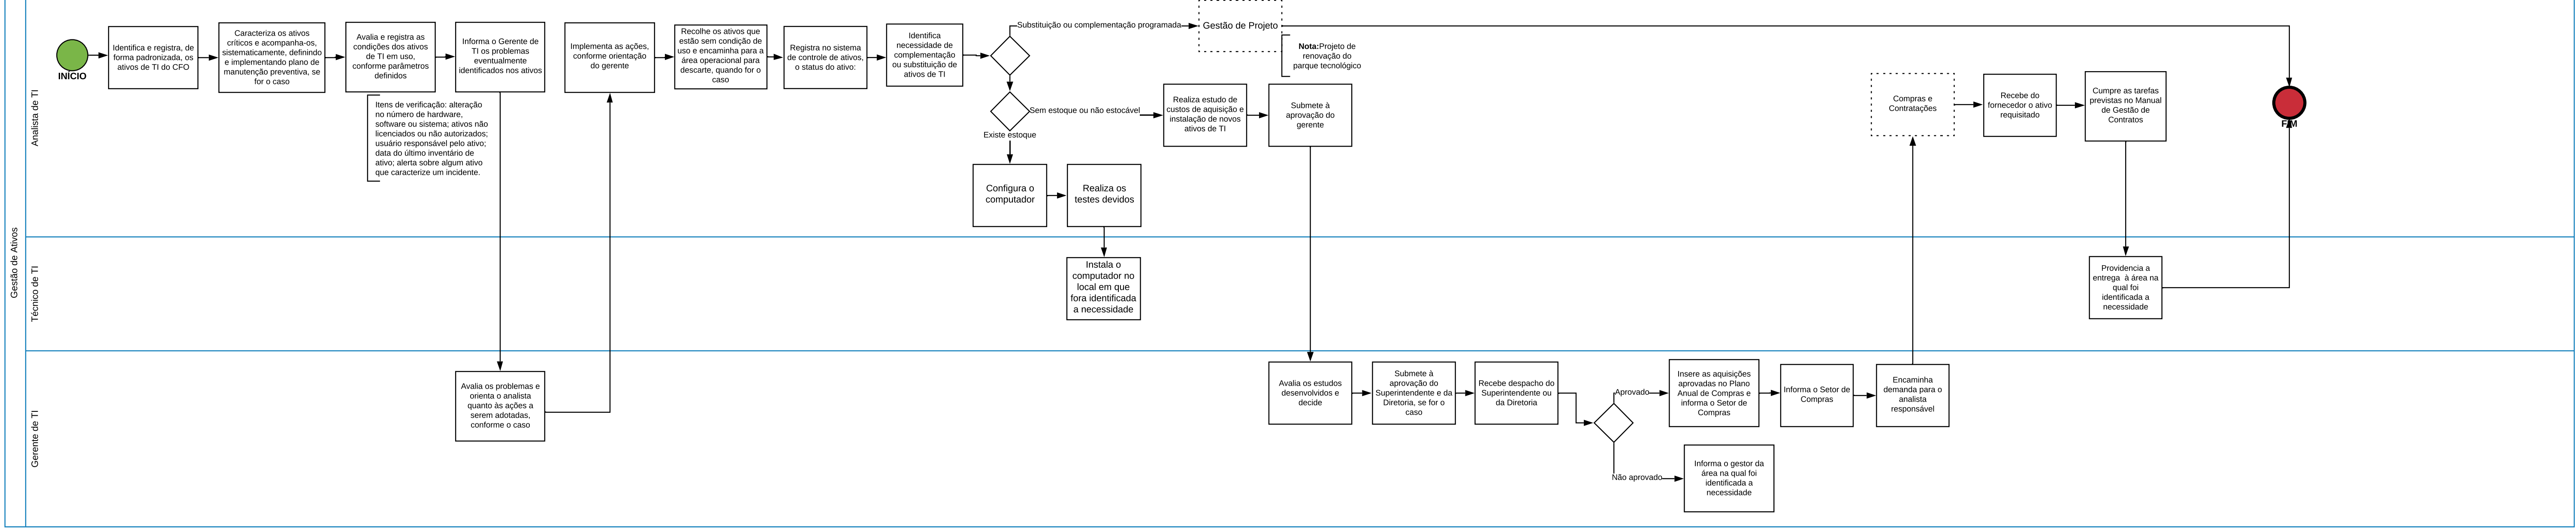 Gestão de Ativos
Analista de TI
INÍCIO
Identifica e registra, de
forma padronizada, os
ativos de TI do CFO
Caracteriza os ativos
críticos e acompanha-os,
sistematicamente, definindo
e implementando plano de
manutenção preventiva, se
for o caso
Avalia e registra as
condições dos ativos
de TI em uso,
conforme parâmetros
definidos
Itens de verificação: alteração
no número de hardware,
software ou sistema; ativos não
licenciados ou não autorizados;
usuário responsável pelo ativo;
data do último inventário de
ativo; alerta sobre algum ativo
que caracterize um incidente.
Informa o Gerente de
TI os problemas
eventualmente
identificados nos ativos
Implementa as ações,
conforme orientação
do gerente
Recolhe os ativos que
estão sem condição de
uso e encaminha para a
área operacional para
descarte, quando for o
caso
Registra no sistema
de controle de ativos,
o status do ativo:
Identifica
necessidade de
complementação
ou substituição de
ativos de TI
Substituição ou complementação programada
Gestão de Projeto
Nota:Projeto de
renovação do
parque tecnológico
Sem estoque ou não estocável
Existe estoque
Realiza estudo de
custos de aquisição e
instalação de novos
ativos de TI
Submete à
aprovação do
gerente
Configura o
computador
Realiza os
testes devidos
Compras e
Contratações
Recebe do
fornecedor o ativo
requisitado
Cumpre as tarefas
previstas no Manual
de Gestão de
Contratos
FIM
Técnico de TI
Instala o
computador no
local em que
fora identificada
a necessidade
Providencia a
entrega à área na
qual foi
identificada a
necessidade
Gerente de TI
Avalia os problemas e
orienta o analista
quanto às ações a
serem adotadas,
conforme o caso
Avalia os estudos
desenvolvidos e
decide
Submete à
aprovação do
Superintendente e da
Diretoria, se for o
caso
Recebe despacho do
Superintendente ou
da Diretoria
Aprovado
Insere as aquisições
aprovadas no Plano
Anual de Compras e
informa o Setor de
Compras
Informa o Setor de
Compras
Encaminha
demanda para o
analista
responsável
Não aprovado
Informa o gestor da
área na qual foi
identificada a
necessidade